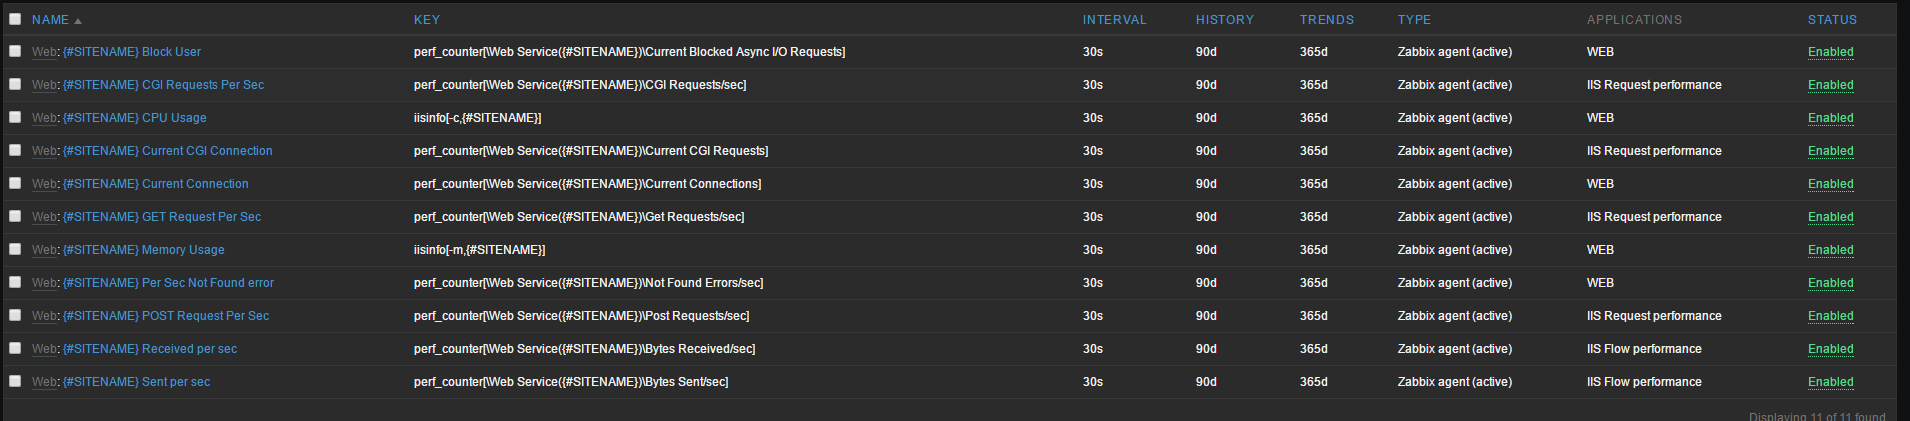 NAME KEY INTERVAL HISTORY TRENDS TYPE APPLICATIONS STATUS
Web: {#SITENAME} Block User perf_counter[\Web Service({#SITENAME})\Current Blocked Async I/O Requests] 30s 90d 365d Zabbix agent (active) WEB Enabled
Web: {#SITENAME} CGI Requests Per Sec perf_counter[\Web Service({#SITENAME})\CGI Requests/sec] 30s 90d 365d Zabbix agent (active) IIS Request performance Enabled
Web: {#SITENAME} CPU Usage iisinfo[-c,{#SITENAME}] 30s 90d 365d Zabbix agent (active) WEB Enabled
Web: {#SITENAME} Current CGI Connection perf_counter[\Web Service({#SITENAME})\Current CGI Requests] 30s 90d 365d Zabbix agent (active) IIS Request performance Enabled
Web: {#SITENAME} Current Connection perf_counter[\Web Service({#SITENAME})\Current Connections] 30s 90d 365d Zabbix agent (active) WEB Enabled
Web: {#SITENAME} GET Request Per Sec perf_counter[\Web Service({#SITENAME})\Get Requests/sec] 30s 90d 365d Zabbix agent (active) IIS Request performance Enabled
Web: {#SITENAME} Memory Usage iisinfo[-m,{#SITENAME}] 30s 90d 365d Zabbix agent (active) WEB Enabled
Web: {#SITENAME} Per Sec Not Found error perf_counter[\Web Service({#SITENAME})\Not Found Errors/sec] 30s 90d 365d Zabbix agent (active) WEB Enabled
Web: {#SITENAME} POST Request Per Sec perf_counter[\Web Service({#SITENAME})\Post Requests/sec] 30s 90d 365d Zabbix agent (active) IIS Request performance Enabled
Web: {#SITENAME} Received per sec perf_counter[\Web Service({#SITENAME})\Bytes Received/sec] 30s 90d 365d Zabbix agent (active) IIS Flow performance Enabled
Web: {#SITENAME} Sent per sec perf_counter[\Web Service({#SITENAME})\Bytes Sent/sec] 30s 90d 365d Zabbix agent (active) IIS Flow performance Enabled
Displaying 11 of 11 found